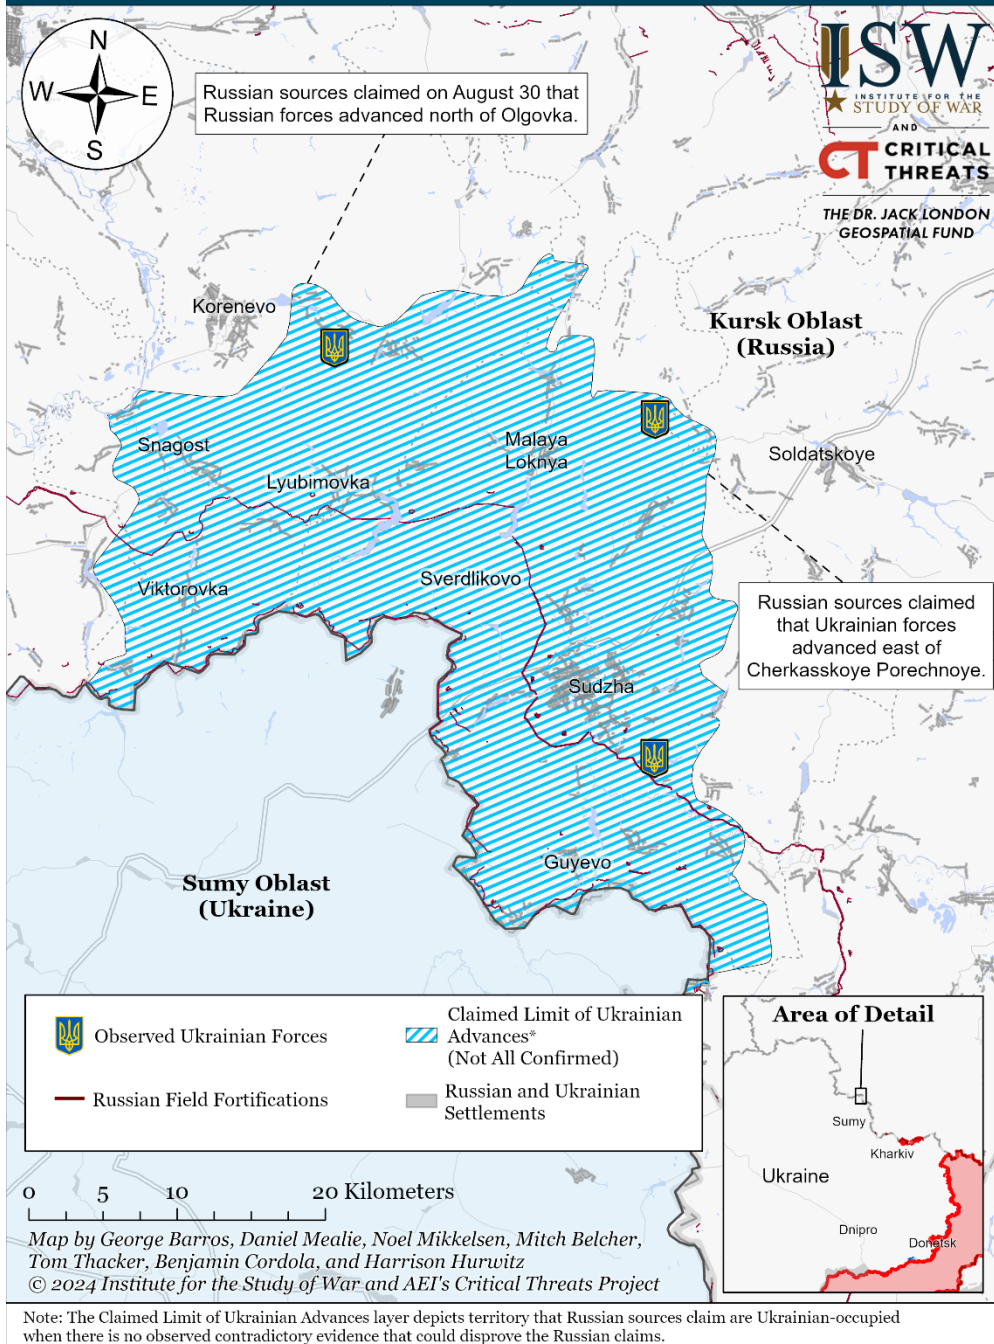 N
W
E
S
Russian sources claimed on August 30 that
Russian forces advanced north of Olgovka.
ISW
INSTITUTE FOR THE
STUDY OF WAR
AND
CT CRITICAL
THREATS
THE DR. JACK LONDON
GEOSPATIAL FUND
Korenevo
Kursk Oblast
(Russia)
Snagost
Malaya
Loknya
Soldatskoye
Lyubimovka
Viktorovka
Sverdlikovo
Russian sources claimed
that Ukrainian forces
advanced east of
Cherkasskoye Porechnoye.
Sudzha
Guyevo
Sumy Oblast
(Ukraine)
Observed Ukrainian Forces
Claimed Limit of Ukrainian
Advances*
(Not All Confirmed)
Russian Field Fortifications
Russian and Ukrainian
Settlements
Area of Detail
Sumy
Kharkiv
Ukraine
Dnipro
Donetsk
0 5 10 20 Kilometers
Map by George Barros, Daniel Mealie, Noel Mikkelsen, Mitch Belcher,
Tom Thacker, Benjamin Cordola, and Harrison Hurwitz
© 2024 Institute for the Study of War and AEI's Critical Threats Project
Note: The Claimed Limit of Ukrainian Advances layer depicts territory that Russian sources claim are Ukrainian-occupied
when there is no observed contradictory evidence that could disprove the Russian claims.